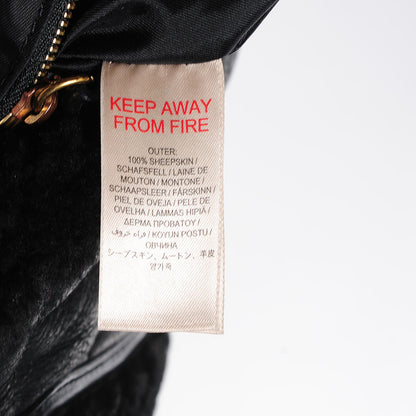 KEEP AWAY
FROM FIRE
OUTER:
100% SHEEPSKIN /
SCHAFSFELL / LAINE DE
MOUTON / MONTONE /
SCHAAPSLEER / FÅRSKINN /
PIEL DE OVEJA / PELE DE
OVELHA / LAMMAS HIPIÄ /
ΔΕΡΜΑ ΠΡΟΒΑΤΟΥ /
فراء خروف / KOYUN POSTU /
ОВЧИНА
シープスキン、ムートン、羊皮
양가죽